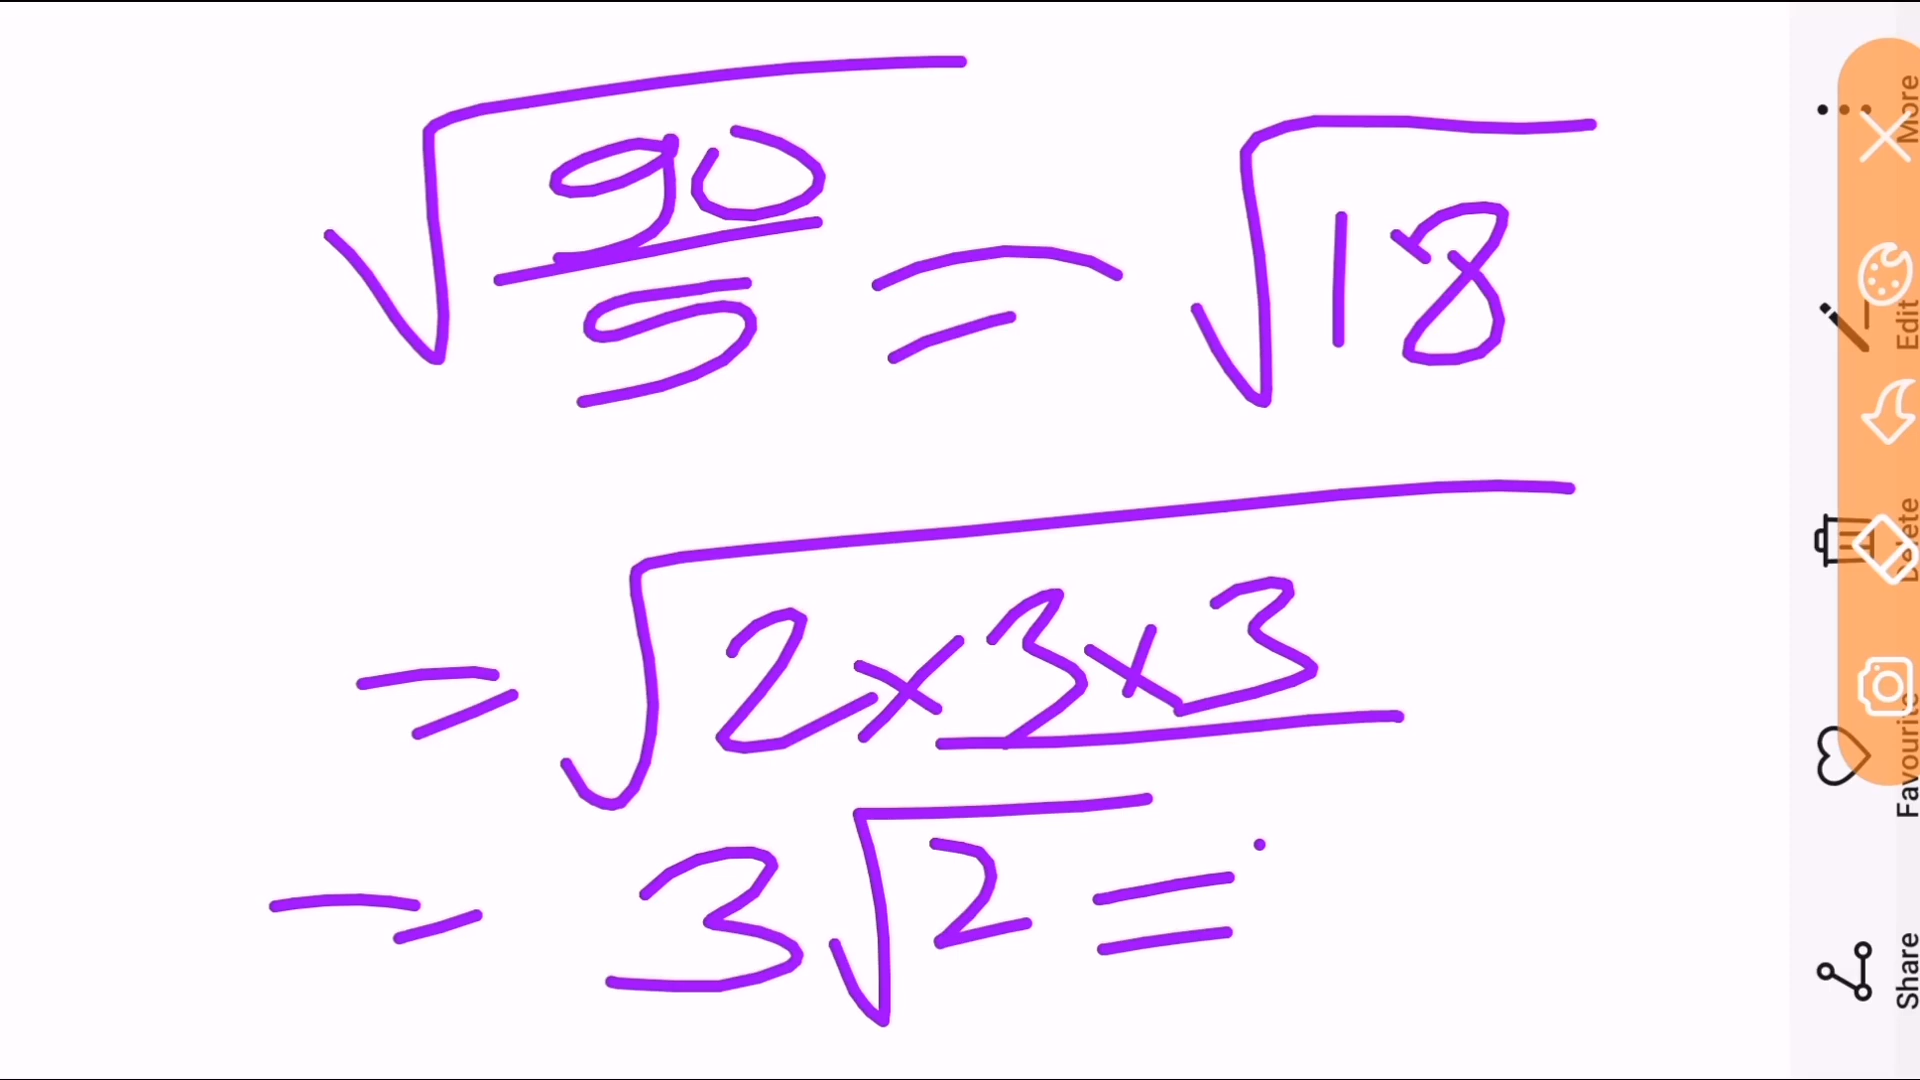 √(90/5) = √18
= √(2×3×3)
= 3√2 =
More
Edit
Delete
Favourite
Share